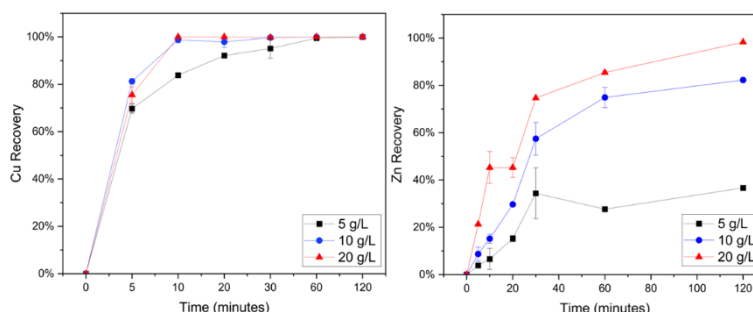 Cu Recovery
100%
80%
60%
40%
20%
0%
0 5 10 20 30 60 120
Time (minutes)
5 g/L
10 g/L
20 g/L
Zn Recovery
100%
80%
60%
40%
20%
0%
0 20 40 60 80 100 120
Time (minutes)
5 g/L
10 g/L
20 g/L